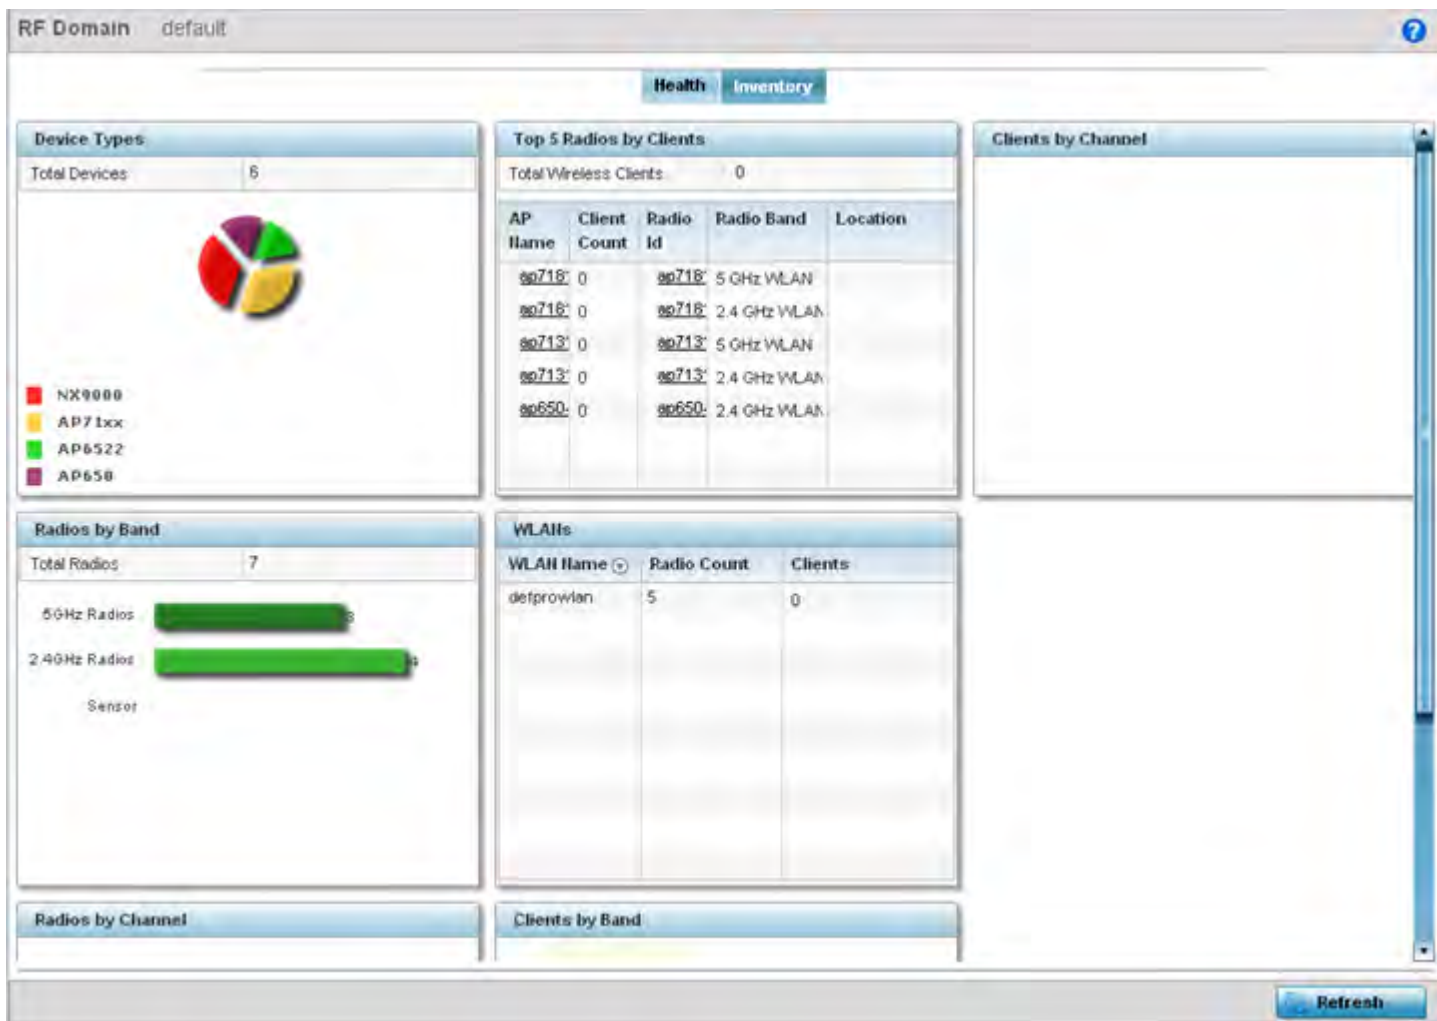 RF Domain default
?
Health Inventory
Device Types
Total Devices 6
NX9000
AP71xx
AP6522
AP650
Top 5 Radios by Clients
Total Wireless Clients 0
AP Name Client Count Radio Id Radio Band Location
ap718 0 ap718 5 GHz WLAN
ap718 0 ap718 2.4 GHz WLAN
ap713 0 ap713 5 GHz WLAN
ap713 0 ap713 2.4 GHz WLAN
ap650- 0 ap650- 2.4 GHz WLAN
Clients by Channel
Radios by Band
Total Radios 7
5GHz Radios 3
2.4GHz Radios 4
Sensor
WLANs
WLAN Name Radio Count Clients
defprowlan 5 0
Radios by Channel
Clients by Band
Refresh